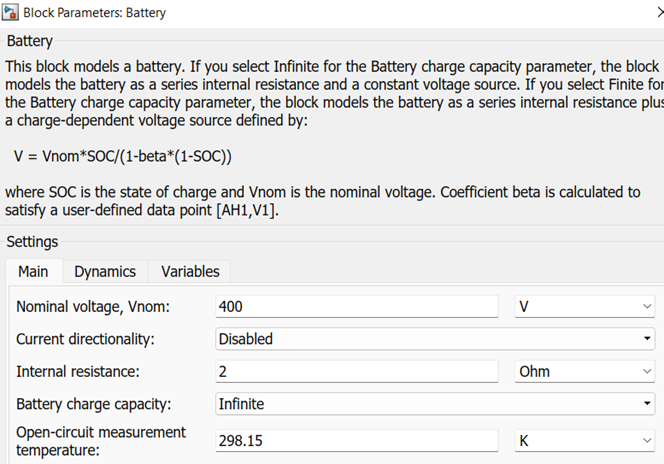 Block Parameters: Battery
Battery
This block models a battery. If you select Infinite for the Battery charge capacity parameter, the block
models the battery as a series internal resistance and a constant voltage source. If you select Finite for
the Battery charge capacity parameter, the block models the battery as a series internal resistance plus
a charge-dependent voltage source defined by:
V = Vnom*SOC/(1-beta*(1-SOC))
where SOC is the state of charge and Vnom is the nominal voltage. Coefficient beta is calculated to
satisfy a user-defined data point [AH1,V1].
Settings
Main Dynamics Variables
Nominal voltage, Vnom: 400 V
Current directionality: Disabled
Internal resistance: 2 Ohm
Battery charge capacity: Infinite
Open-circuit measurement
temperature: 298.15 K